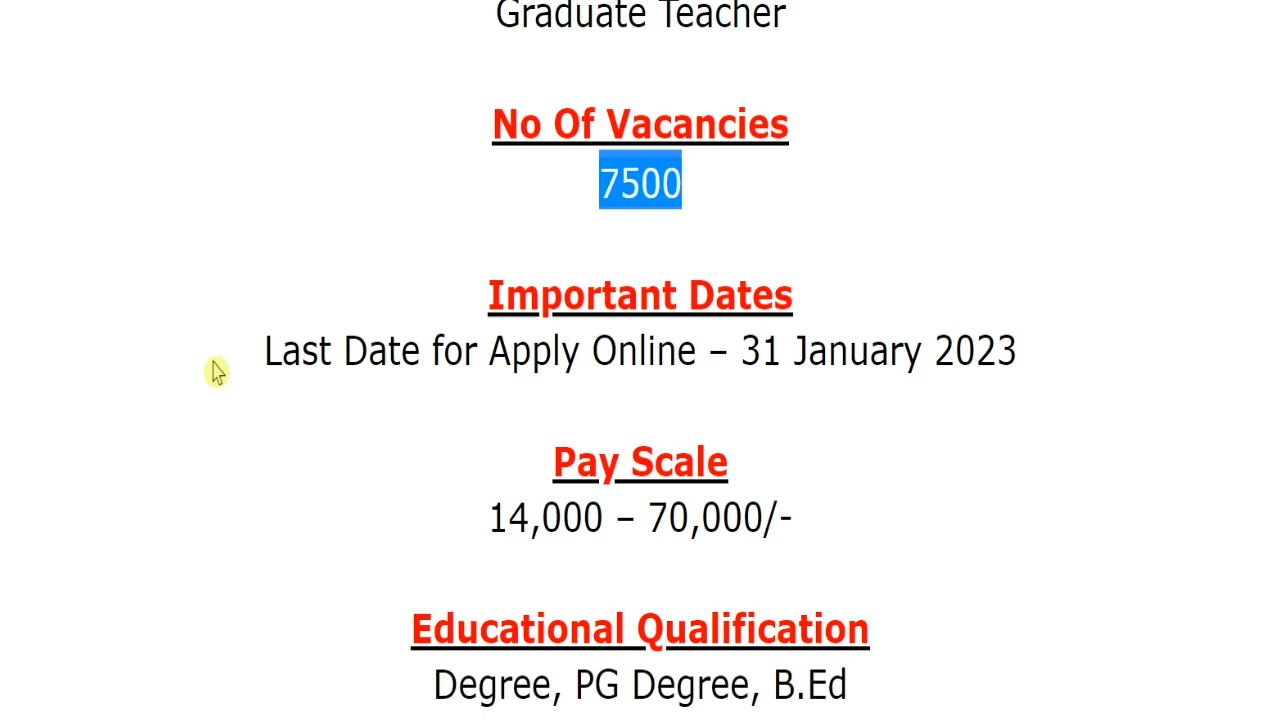 Graduate Teacher
No Of Vacancies
7500
Important Dates
Last Date for Apply Online – 31 January 2023
Pay Scale
14,000 – 70,000/-
Educational Qualification
Degree, PG Degree, B.Ed